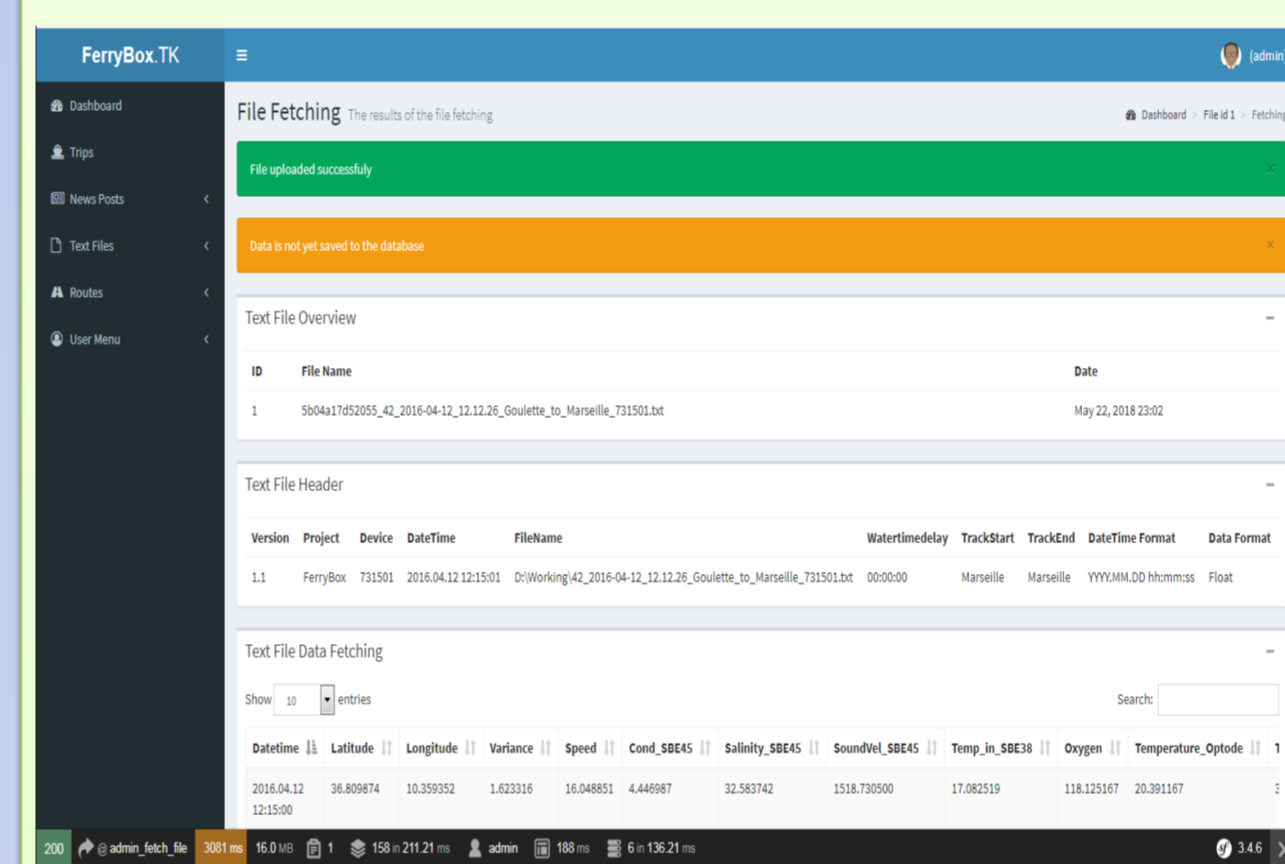 FerryBox.TK
(admin)
Dashboard
Trips
News Posts
Text Files
Routes
User Menu
File Fetching The results of the file fetching
Dashboard > File id 1 > Fetching
File uploaded successfuly x
Data is not yet saved to the database x
Text File Overview
ID File Name Date
1 5b04a17d52055_42_2016-04-12_12.12.26_Goulette_to_Marseille_731501.txt May 22, 2018 23:02
Text File Header
Version Project Device DateTime FileName Watertimedelay TrackStart TrackEnd DateTime Format Data Format
1.1 FerryBox 731501 2016.04.12 12:15:01 D:\Working\42_2016-04-12_12.12.26_Goulette_to_Marseille_731501.txt 00:00:00 Marseille Marseille YYYY.MM.DD hh:mm:ss Float
Text File Data Fetching
Show 10 entries Search:
Datetime Latitude Longitude Variance Speed Cond_SBE45 Salinity_SBE45 SoundVel_SBE45 Temp_in_SBE38 Oxygen Temperature_Optode
2016.04.12 36.809874 10.359352 1.623316 16.048851 4.446987 32.583742 1518.730500 17.082519 118.125167 20.391167
12:15:00
200 @ admin_fetch_file 3081 ms 16.0 MB 1 158 in 211.21 ms admin 188 ms 6 in 136.21 ms sf 3.4.6